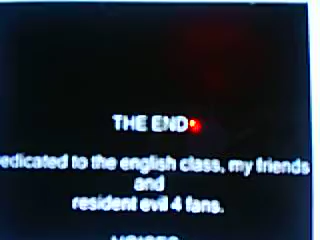 THE END
edicated to the english class, my friends
and
resident evil 4 fans.